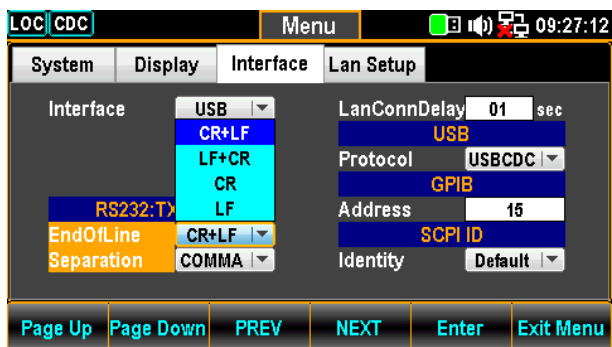 LOC CDC Menu 09:27:12
System Display Interface Lan Setup
Interface USB LanConnDelay 01 sec
CR+LF USB
LF+CR Protocol USBCDC
CR GPIB
RS232:TX LF Address 15
EndOfLine CR+LF SCPI ID
Separation COMMA Identity Default
Page Up Page Down PREV NEXT Enter Exit Menu